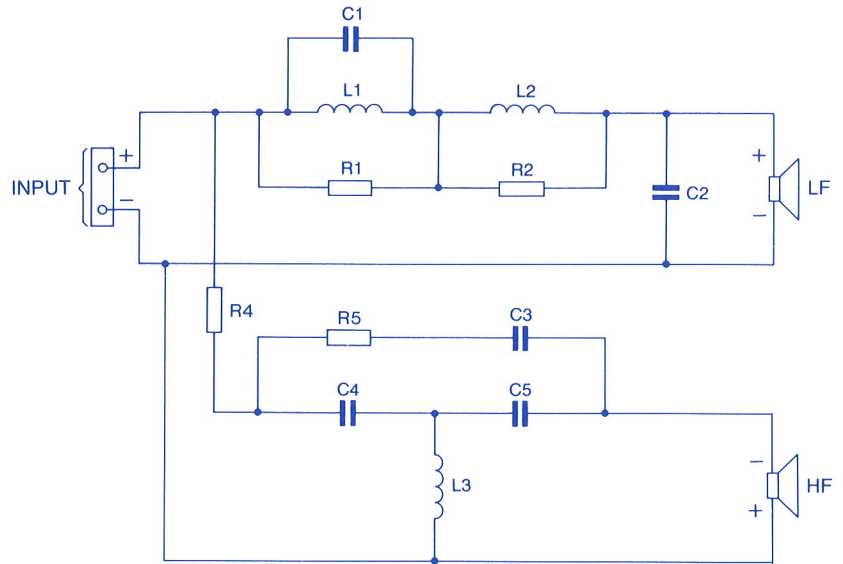 C1
L1
L2
+
R1
R2
+
INPUT
C2
LF
−
−
R4
R5
C3
C4
C5
−
L3
HF
+